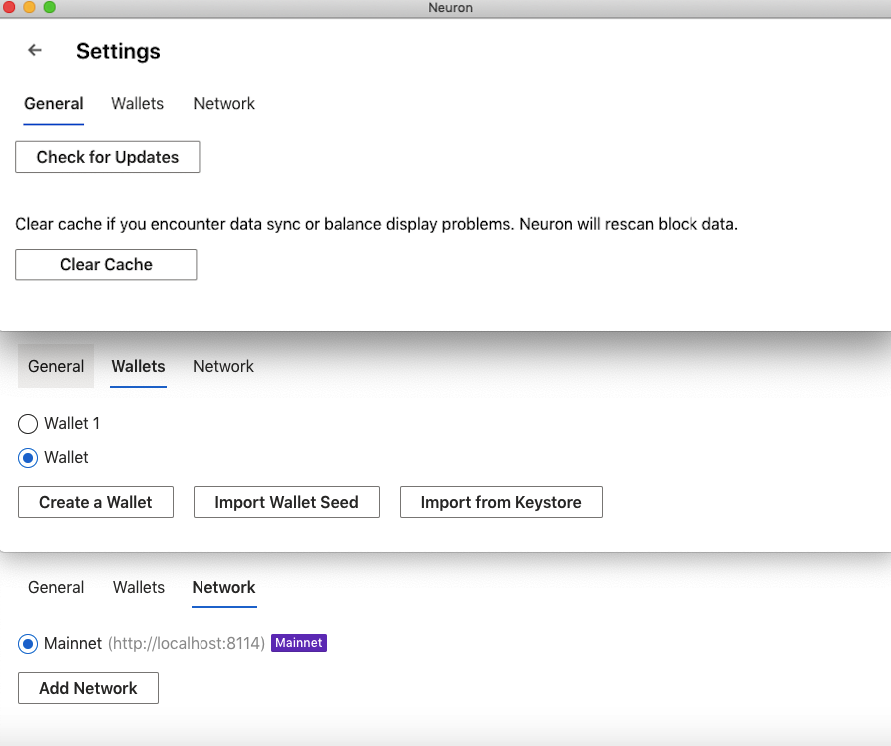 Neuron
Settings
General Wallets Network
Check for Updates
Clear cache if you encounter data sync or balance display problems. Neuron will rescan block data.
Clear Cache
General Wallets Network
Wallet 1
Wallet
Create a Wallet Import Wallet Seed Import from Keystore
General Wallets Network
Mainnet (http://localhost:8114) Mainnet
Add Network